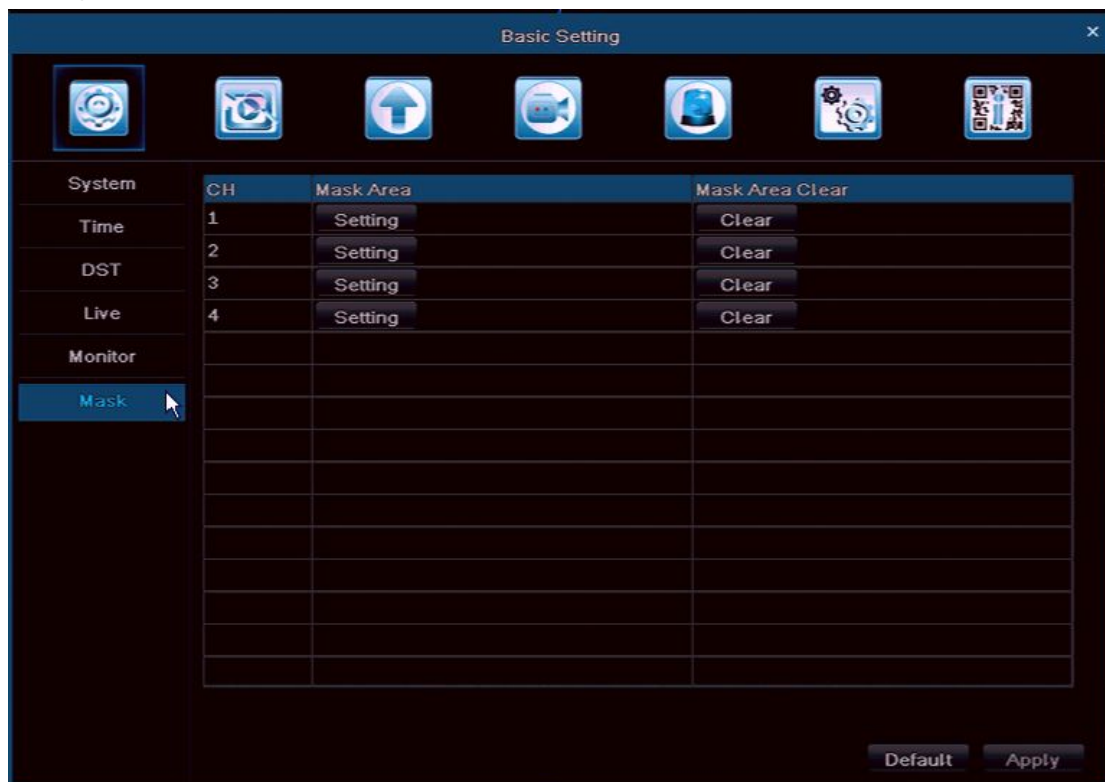 Basic Setting ×
System
Time
DST
Live
Monitor
Mask
CH Mask Area Mask Area Clear
1 Setting Clear
2 Setting Clear
3 Setting Clear
4 Setting Clear
Default Apply